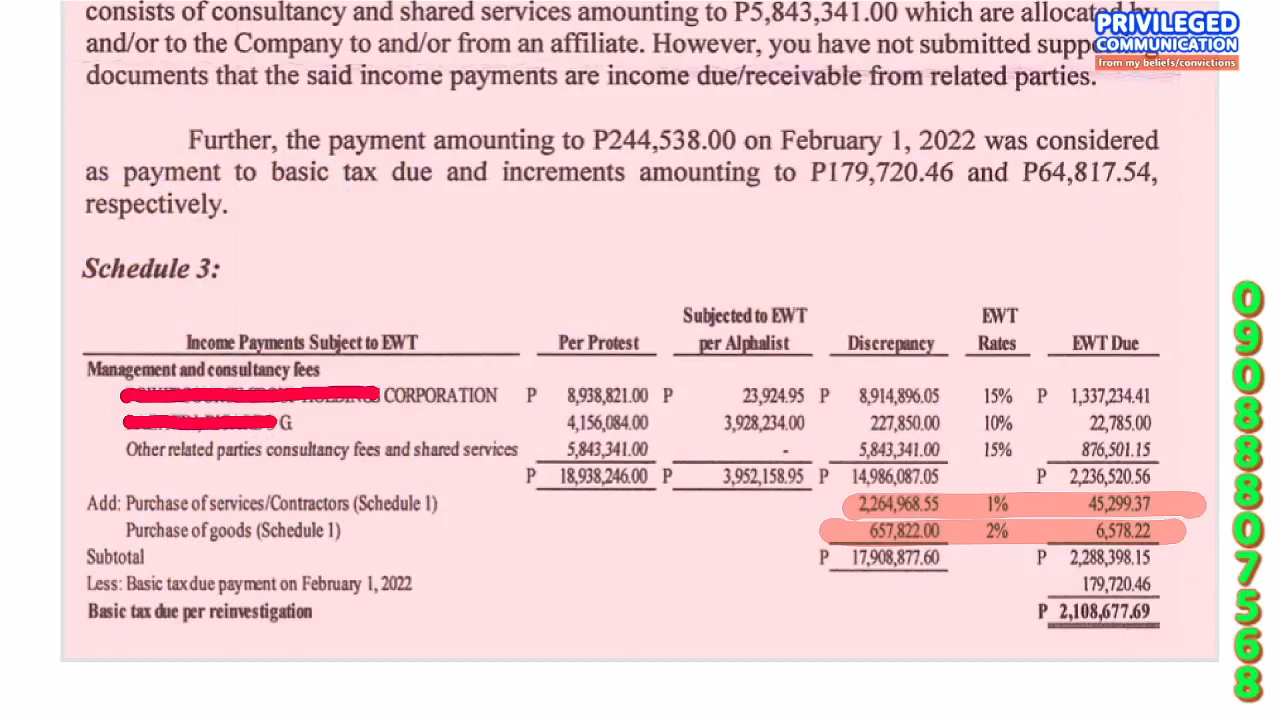 consists of consultancy and shared services amounting to P5,843,341.00 which are allocated by
PRIVILEGED
COMMUNICATION
from my beliefs/convictions
and/or to the Company to and/or from an affiliate. However, you have not submitted
documents that the said income payments are income due/receivable from related parties.
Further, the payment amounting to P244,538.00 on February 1, 2022 was considered
as payment to basic tax due and increments amounting to P179,720.46 and P64,817.54,
respectively.
Schedule 3:
Income Payments Subject to EWT Per Protest Subjected to EWT per Alphalist Discrepancy EWT Rates EWT Due
Management and consultancy fees
CORPORATION P 8,938,821.00 P 23,924.95 P 8,914,896.05 15% P 1,337,234.41
G 4,156,084.00 3,928,234.00 227,850.00 10% 22,785.00
Other related parties consultancy fees and shared services 5,843,341.00 - 5,843,341.00 15% 876,501.15
P 18,938,246.00 P 3,952,158.95 P 14,986,087.05 P 2,236,520.56
Add: Purchase of services/Contractors (Schedule 1) 2,264,968.55 1% 45,299.37
Purchase of goods (Schedule 1) 657,822.00 2% 6,578.22
Subtotal P 17,908,877.60 P 2,288,398.15
Less: Basic tax due payment on February 1, 2022 179,720.46
Basic tax due per reinvestigation P 2,108,677.69
09088807568